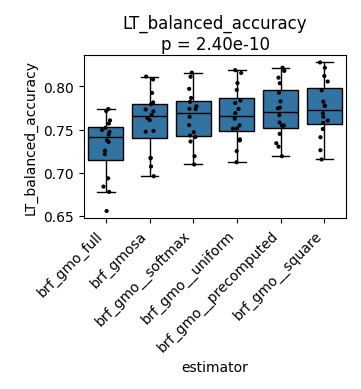 LT_balanced_accuracy
p = 2.40e-10
LT_balanced_accuracy
0.80
0.75
0.70
0.65
brf_gmo_full
brf_gmosa
brf_gmo__softmax
brf_gmo__uniform
brf_gmo__precomputed
brf_gmo__square
estimator